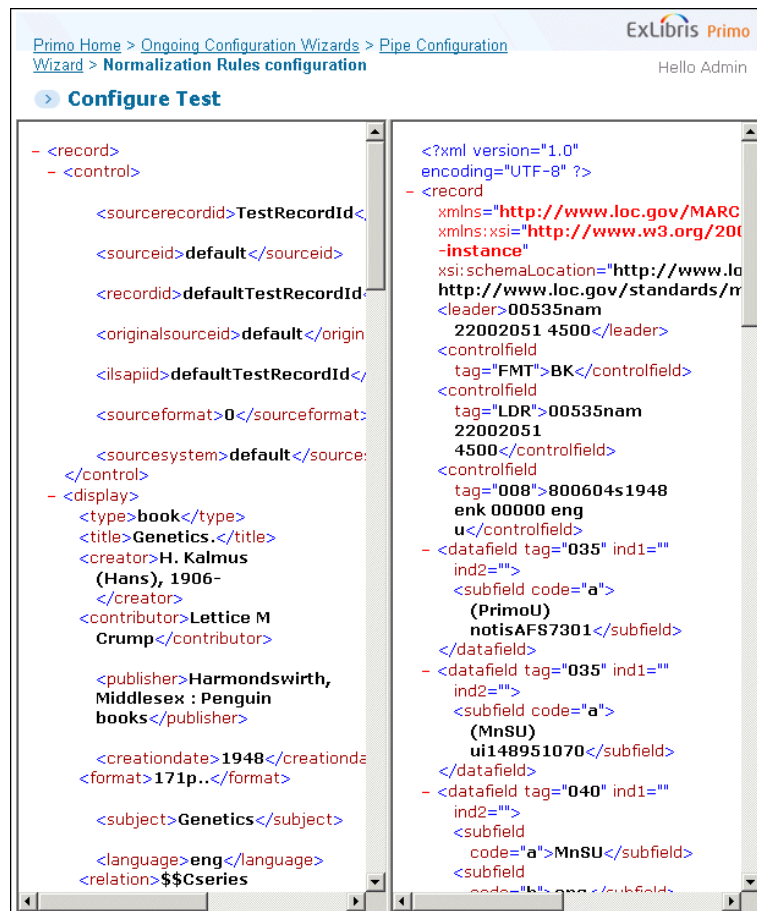 ExLibris Primo
Primo Home > Ongoing Configuration Wizards > Pipe Configuration
Wizard > Normalization Rules configuration
Hello Admin
Configure Test
– <record>
– <control>
<sourcerecordid>TestRecordId</
<sourceid>default</sourceid>
<recordid>defaultTestRecordId<
<originalsourceid>default</origin
<ilsapiid>defaultTestRecordId</
<sourceformat>0</sourceformat>
<sourcesystem>default</sources
</control>
– <display>
<type>book</type>
<title>Genetics.</title>
<creator>H. Kalmus
(Hans), 1906-
</creator>
<contributor>Lettice M
Crump</contributor>
<publisher>Harmondswirth,
Middlesex : Penguin
books</publisher>
<creationdate>1948</creationda
<format>171p..</format>
<subject>Genetics</subject>
<language>eng</language>
<relation>$$Cseries
<?xml version="1.0"
encoding="UTF-8" ?>
– <record
xmlns="http://www.loc.gov/MARC
xmlns:xsi="http://www.w3.org/200
-instance"
xsi:schemaLocation="http://www.lo
http://www.loc.gov/standards/m
<leader>00535nam
22002051 4500</leader>
<controlfield
tag="FMT">BK</controlfield>
<controlfield
tag="LDR">00535nam
22002051
4500</controlfield>
<controlfield
tag="008">800604s1948
enk 00000 eng
u</controlfield>
– <datafield tag="035" ind1=""
ind2="">
<subfield code="a">
(PrimoU)
notisAFS7301</subfield>
</datafield>
– <datafield tag="035" ind1=""
ind2="">
<subfield code="a">
(MnSU)
ui148951070</subfield>
</datafield>
– <datafield tag="040" ind1=""
ind2="">
<subfield
code="a">MnSU</subfield>
<subfield
code="b">eng</subfield>